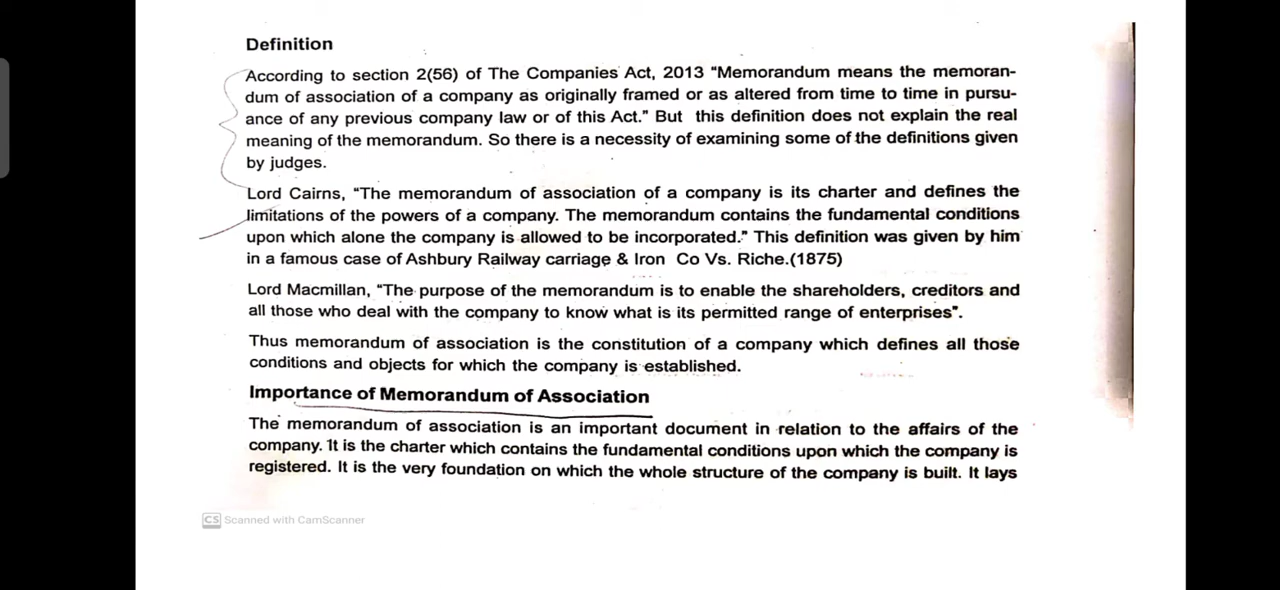 Definition
According to section 2(56) of The Companies Act, 2013 “Memorandum means the memoran-
dum of association of a company as originally framed or as altered from time to time in pursu-
ance of any previous company law or of this Act.” But this definition does not explain the real
meaning of the memorandum. So there is a necessity of examining some of the definitions given
by judges.
Lord Cairns, “The memorandum of association of a company is its charter and defines the
limitations of the powers of a company. The memorandum contains the fundamental conditions
upon which alone the company is allowed to be incorporated.” This definition was given by him
in a famous case of Ashbury Railway carriage & Iron Co Vs. Riche.(1875)
Lord Macmillan, “The purpose of the memorandum is to enable the shareholders, creditors and
all those who deal with the company to know what is its permitted range of enterprises”.
Thus memorandum of association is the constitution of a company which defines all those
conditions and objects for which the company is established.
Importance of Memorandum of Association
The memorandum of association is an important document in relation to the affairs of the
company. It is the charter which contains the fundamental conditions upon which the company is
registered. It is the very foundation on which the whole structure of the company is built. It lays
CS Scanned with CamScanner